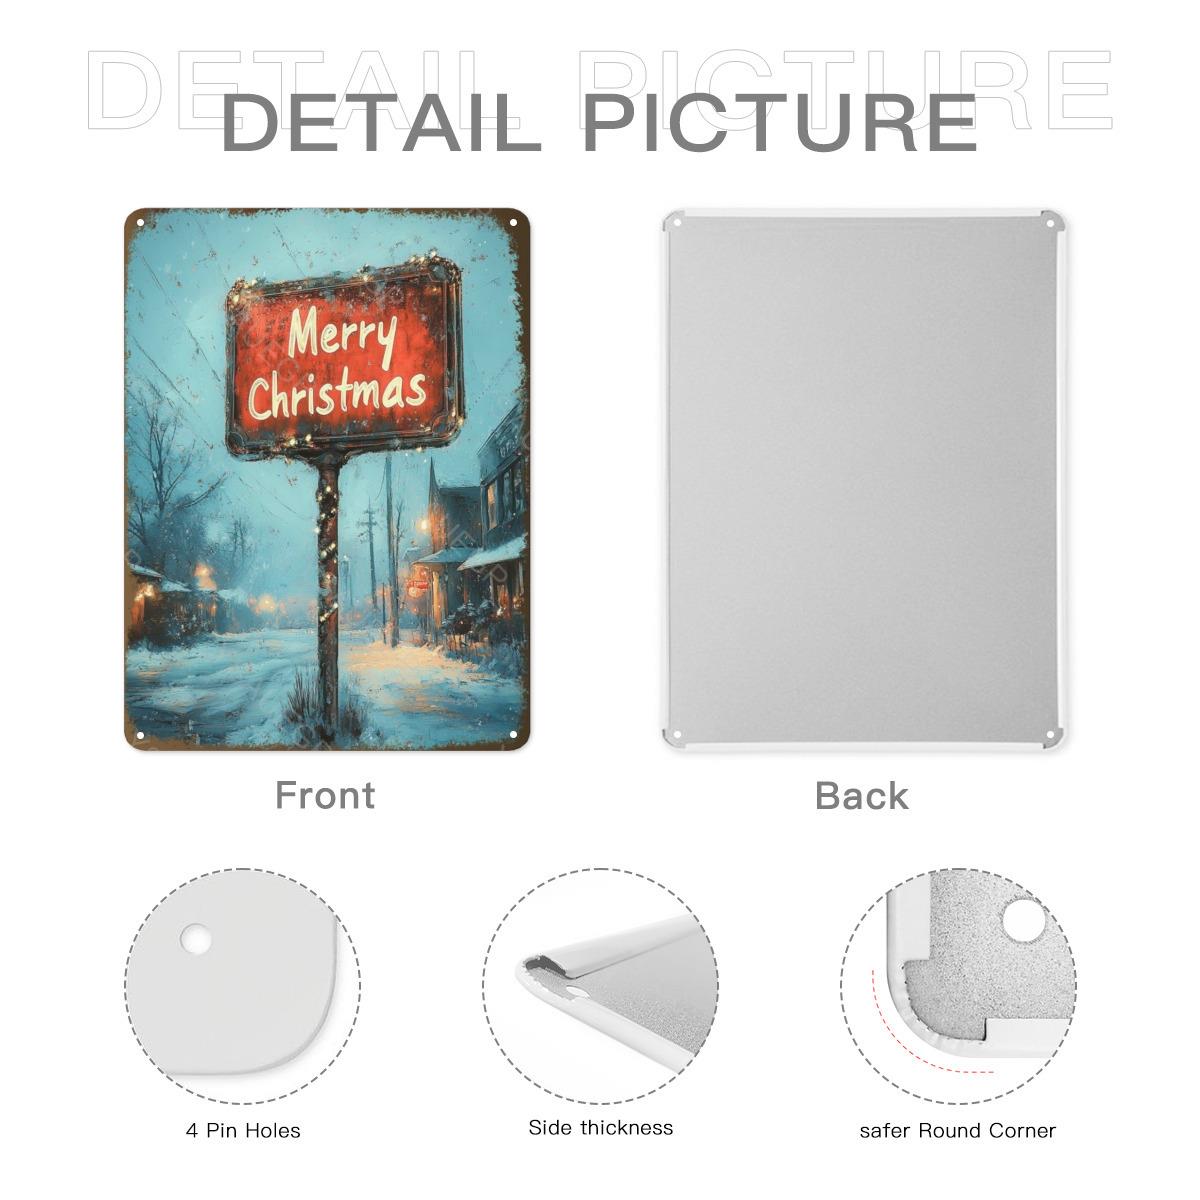 DETAIL PICTURE
DETAIL PICTURE
Merry
Christmas
Front
Back
4 Pin Holes
Side thickness
safer Round Corner